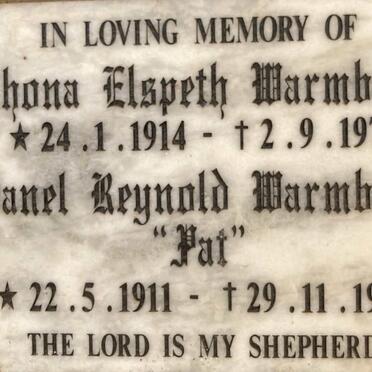 IN LOVING MEMORY OF
hona Elspeth Warmb
★ 24.1.1914 - † 2.9.19
anel Reynold Warmb
"Pat"
★ 22.5.1911 - † 29.11.19
THE LORD IS MY SHEPHERD